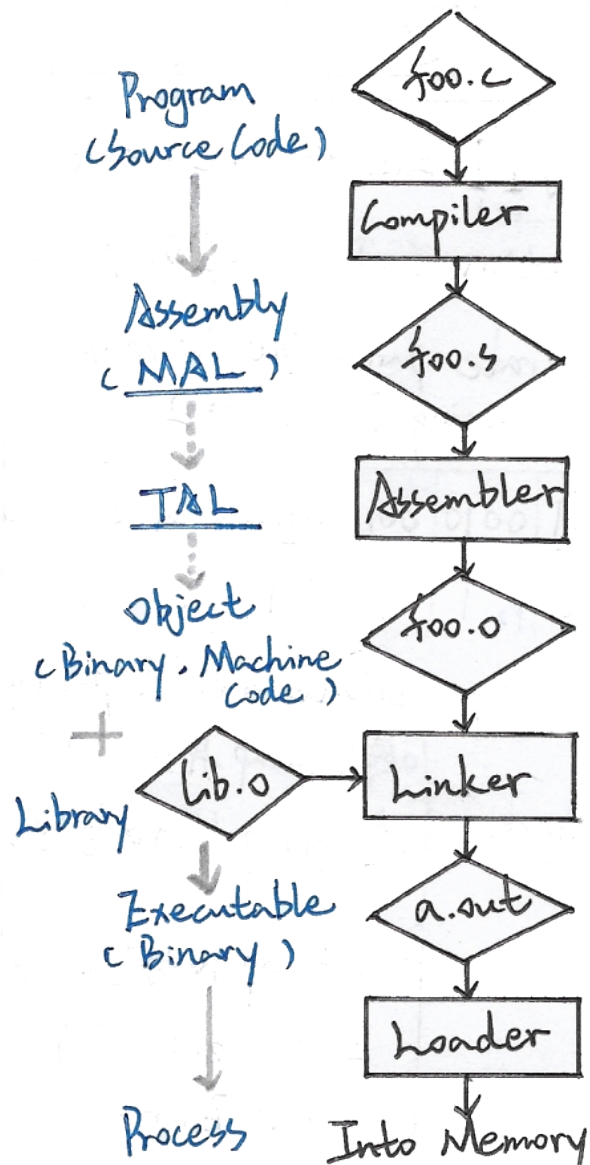 foo.c
Program
(Source Code)
Compiler
Assembly
(MAL)
foo.s
TAL
Assembler
Object
(Binary, Machine
Code)
foo.o
+
lib.o
Linker
Library
Executable
(Binary)
a.out
Loader
Process
Into Memory